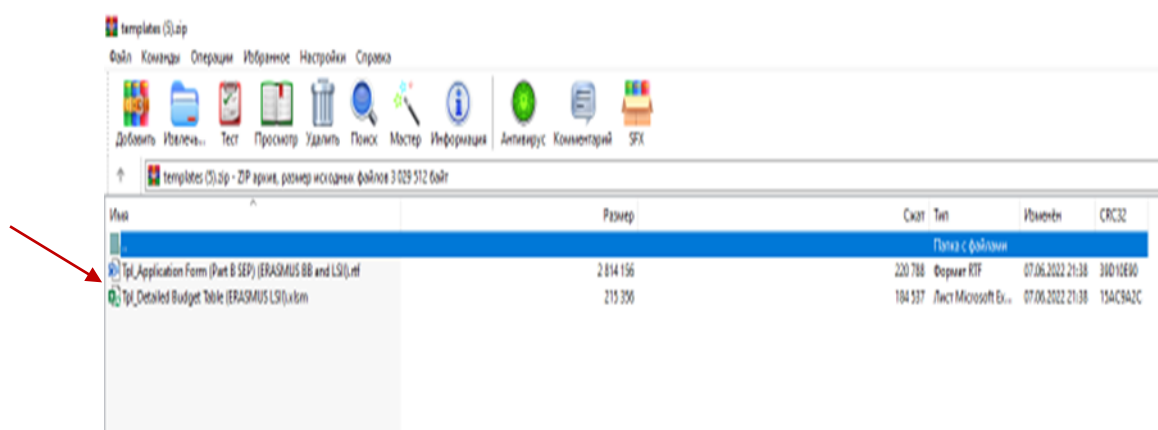 templates (5).zip
Файл Команды Операции Избранное Настройки Справка
Добавить Извлечь... Тест Просмотр Удалить Поиск Мастер Информация Антивирус Комментарий SFX
templates (5).zip - ZIP архив, размер исходных файлов 3 029 512 байт
Имя Размер Сжат Тип Изменён CRC32
.. Папка с файлами
Tpl_Application Form (Part B SEP) (ERASMUS BB and LSI).rtf 2 814 156 220 788 Формат RTF 07.06.2022 21:38 39D10E90
Tpl_Detailed Budget Table (ERASMUS LSI).xlsm 215 356 184 537 Лист Microsoft Ex... 07.06.2022 21:38 15AC9A2C